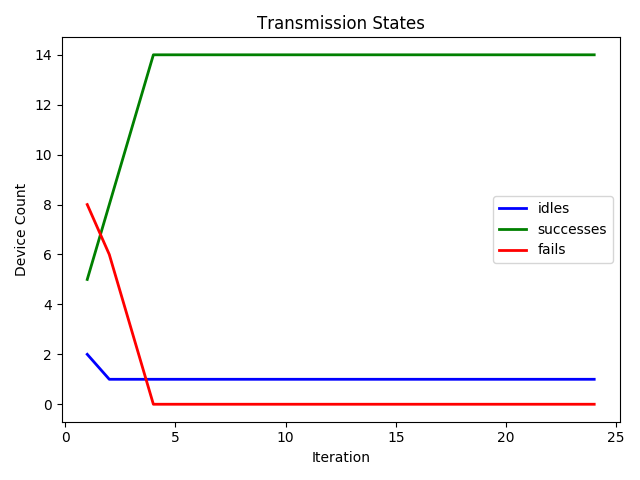 Transmission States
14
12
10
8
6
4
2
0
Device Count
idles
successes
fails
0
5
10
15
20
25
Iteration